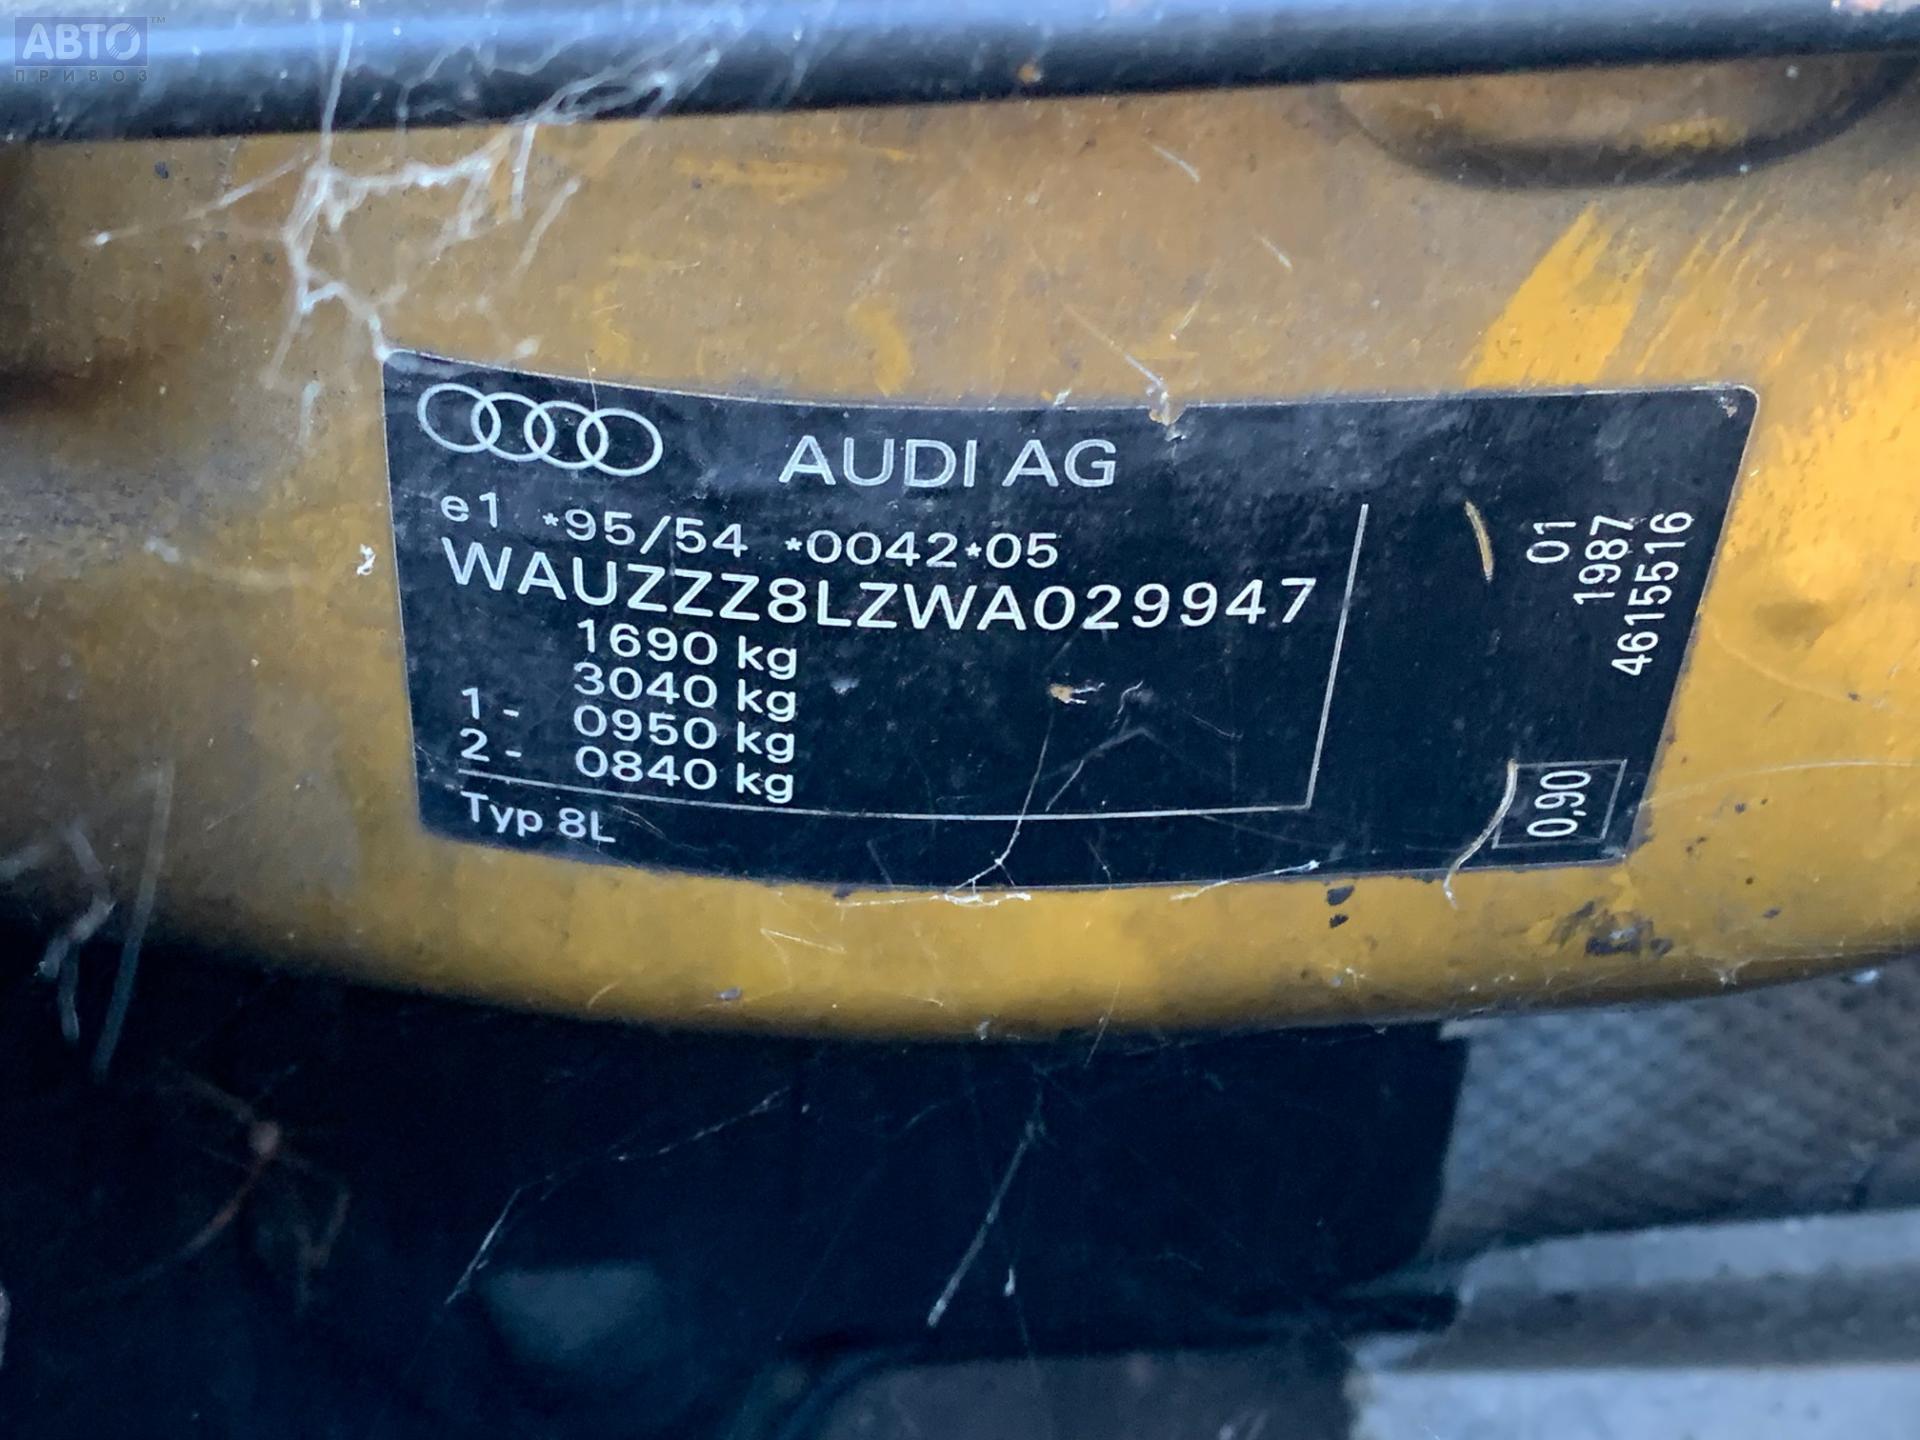 АВТО™
ПРИВОЗ
AUDI AG
e1 *95/54 *0042*05
WAUZZZ8LZWA029947
1690 kg
3040 kg
1- 0950 kg
2- 0840 kg
Typ 8L
01
1987
4615516
0,90